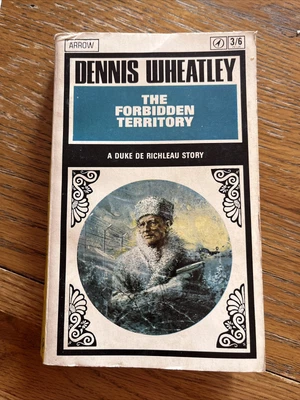 ARROW 3/6
DENNIS WHEATLEY
THE
FORBIDDEN
TERRITORY
A DUKE DE RICHLEAU STORY